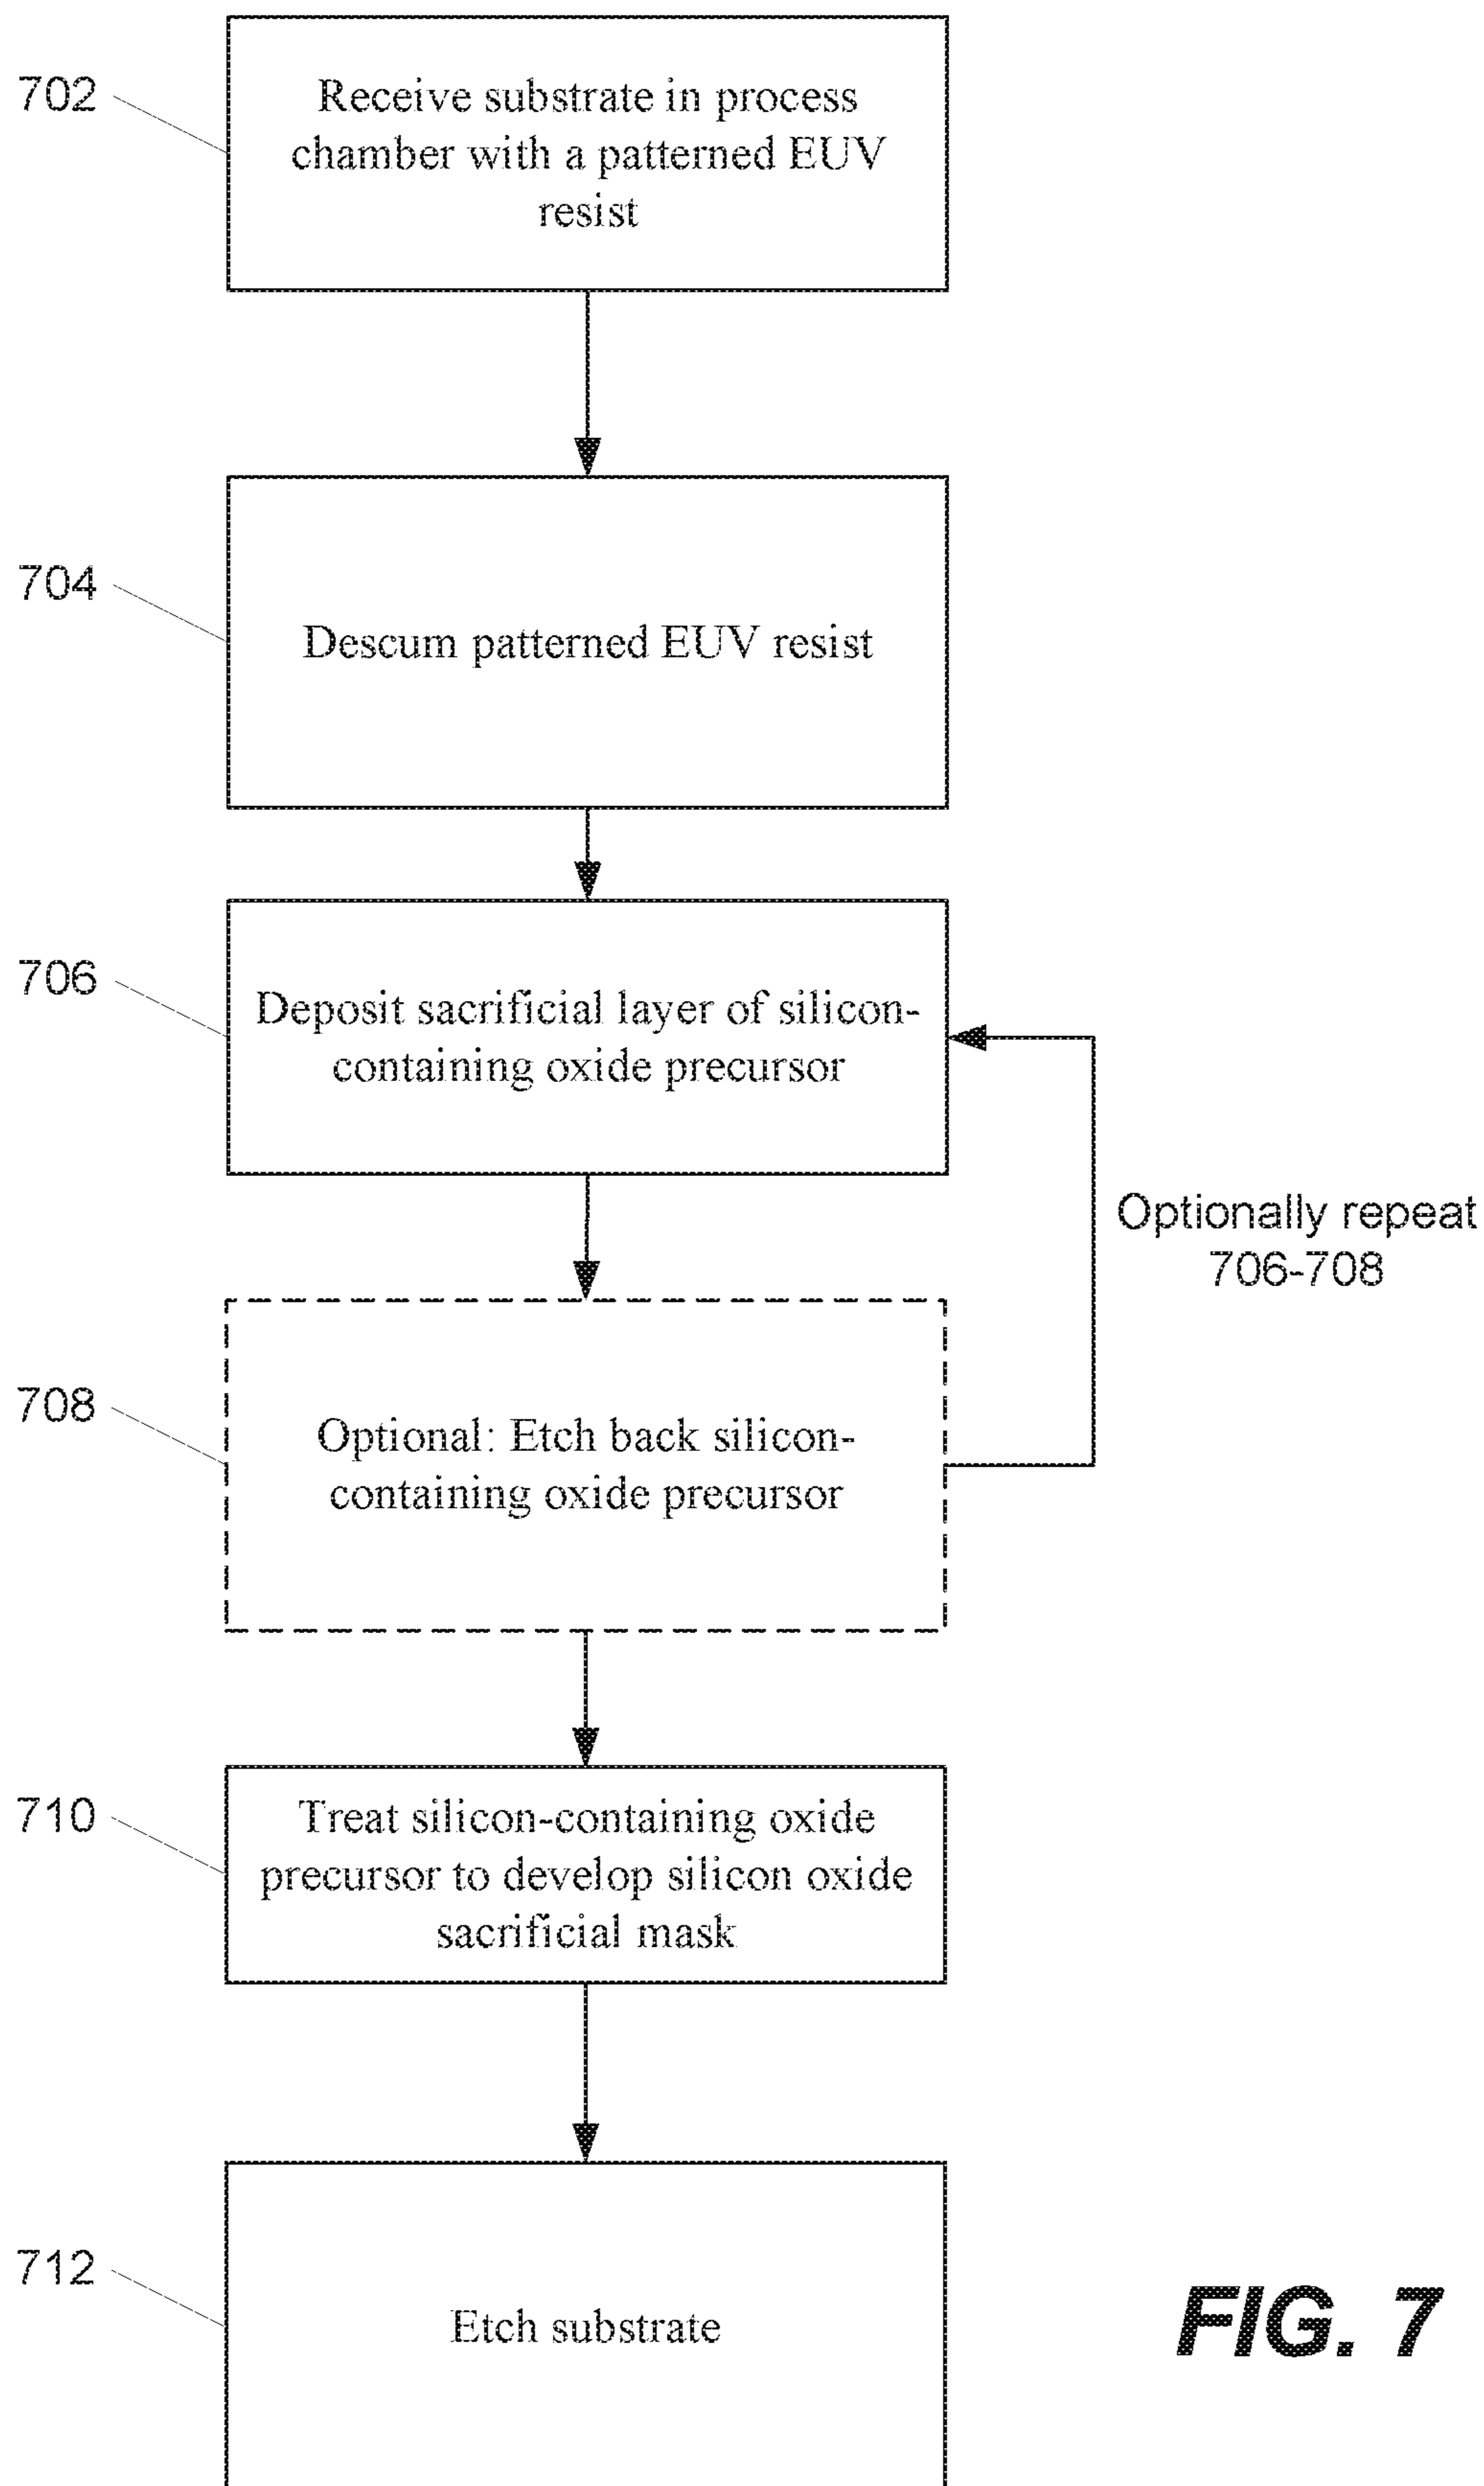 702
Receive substrate in process
chamber with a patterned EUV
resist
704
Descum patterned EUV resist
706
Deposit sacrificial layer of silicon-
containing oxide precursor
Optionally repeat
706-708
708
Optional: Etch back silicon-
containing oxide precursor
710
Treat silicon-containing oxide
precursor to develop silicon oxide
sacrificial mask
712
Etch substrate
FIG. 7